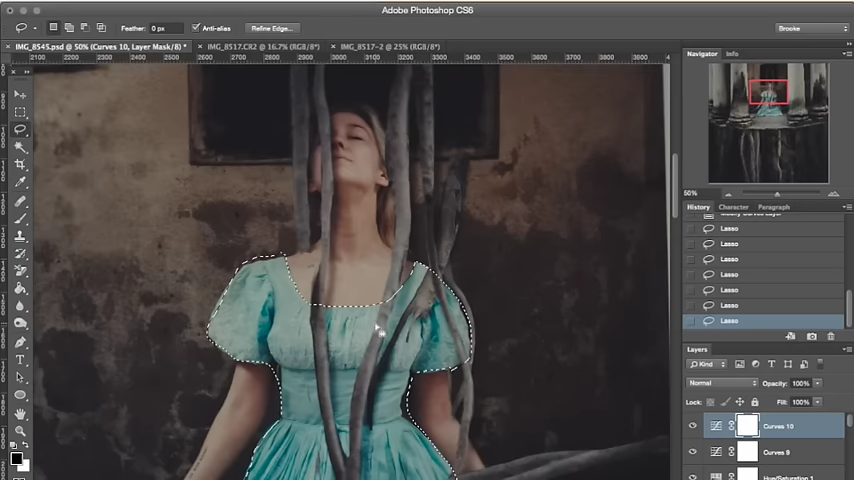 Adobe Photoshop CS6
Feather: 0 px Anti-alias Refine Edge... Brooke
IMG_8545.psd @ 50% (Curves 10, Layer Mask/8) * IMG_8517.CR2 @ 16.7% (RGB/8*) IMG_8517-2 @ 25% (RGB/8*)
2100 2200 2300 2400 2500 2600 2700 2800 2900 3000 3100 3200 3300 3400 3500 3600 3700 3800 3900 4
Navigator Info
50%
History Character Paragraph
Modify Curves Layer
Lasso
Lasso
Lasso
Lasso
Lasso
Lasso
Lasso
Layers
Kind
Normal Opacity: 100%
Lock: Fill: 100%
Curves 10
Curves 9
Hue/Saturation 1